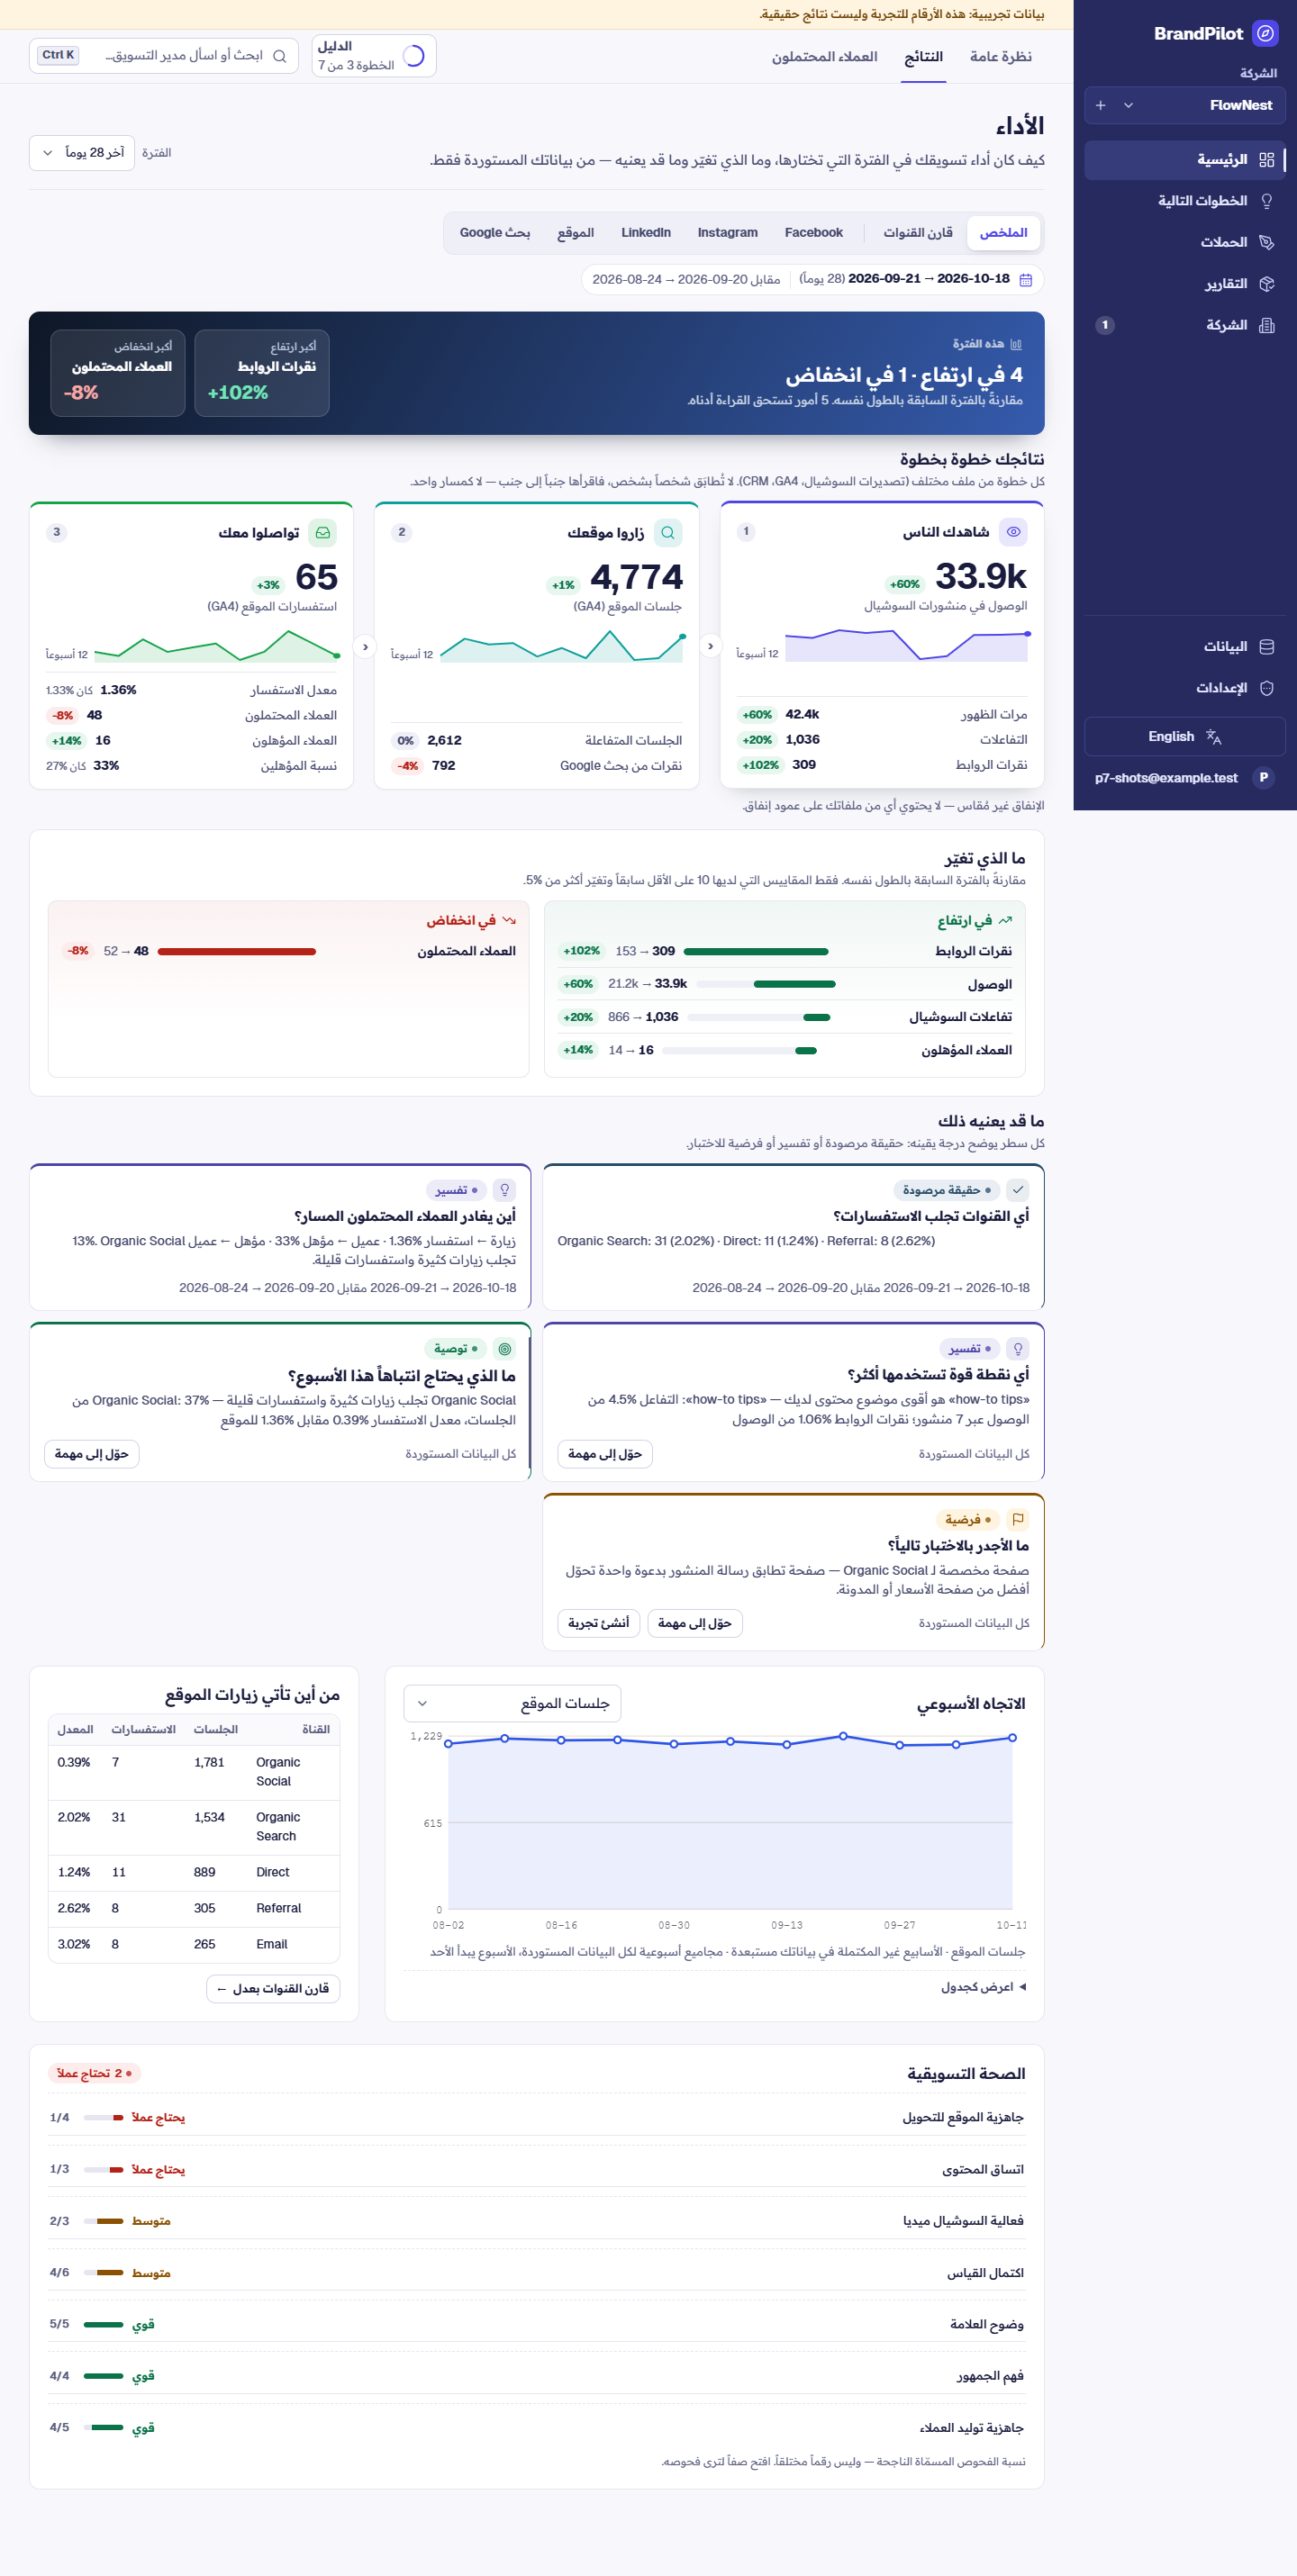 بيانات تجريبية: هذه الأرقام للتجربة وليست نتائج حقيقية.
BrandPilot
الشركة
FlowNest
الرئيسية
الخطوات التالية
الحملات
التقارير
الشركة
1
البيانات
الإعدادات
English
P
p7-shots@example.test
نظرة عامة
النتائج
العملاء المحتملون
الدليل
الخطوة 3 من 7
ابحث أو اسأل مدير التسويق...
Ctrl K
الأداء
كيف كان أداء تسويقك في الفترة التي تختارها، وما الذي تغيّر وما قد يعنيه — من بياناتك المستوردة فقط.
الفترة
آخر 28 يوماً
الملخص
قارن القنوات
Facebook
Instagram
LinkedIn
الموقع
بحث Google
2026-09-21 → 2026-10-18 (28 يوماً)
مقابل 2026-08-24 → 2026-09-20
هذه الفترة
4 في ارتفاع · 1 في انخفاض
مقارنةً بالفترة السابقة بالطول نفسه. 5 أمور تستحق القراءة أدناه.
أكبر ارتفاع
نقرات الروابط
+102%
أكبر انخفاض
العملاء المحتملون
-8%
نتائجك خطوة بخطوة
كل خطوة من ملف مختلف (تصديرات السوشيال، GA4، CRM). لا تُطابَق شخصاً بشخص، فاقرأها جنباً إلى جنب — لا كمسار واحد.
شاهدك الناس
1
33.9k
+60%
الوصول في منشورات السوشيال
12 أسبوعاً
مرات الظهور 42.4k +60%
التفاعلات 1,036 +20%
نقرات الروابط 309 +102%
زاروا موقعك
2
4,774
+1%
جلسات الموقع (GA4)
12 أسبوعاً
الجلسات المتفاعلة 2,612 0%
نقرات من بحث Google 792 -4%
تواصلوا معك
3
65
+3%
استفسارات الموقع (GA4)
12 أسبوعاً
معدل الاستفسار 1.36% كان 1.33%
العملاء المحتملون 48 -8%
العملاء المؤهلون 16 +14%
نسبة المؤهلين 33% كان 27%
الإنفاق غير مُقاس — لا يحتوي أي من ملفاتك على عمود إنفاق.
ما الذي تغيّر
مقارنةً بالفترة السابقة بالطول نفسه. فقط المقاييس التي لديها 10 على الأقل سابقاً وتغيّر أكثر من 5%.
في ارتفاع
نقرات الروابط 153 → 309 +102%
الوصول 21.2k → 33.9k +60%
تفاعلات السوشيال 866 → 1,036 +20%
العملاء المؤهلون 14 → 16 +14%
في انخفاض
العملاء المحتملون 52 → 48 -8%
ما قد يعنيه ذلك
كل سطر يوضح درجة يقينه: حقيقة مرصودة أو تفسير أو فرضية للاختبار.
حقيقة مرصودة
أي القنوات تجلب الاستفسارات؟
Organic Search: 31 (2.02%) · Direct: 11 (1.24%) · Referral: 8 (2.62%)
2026-09-21 → 2026-10-18 مقابل 2026-08-24 → 2026-09-20
تفسير
أين يغادر العملاء المحتملون المسار؟
زيارة ← استفسار 1.36% · عميل ← مؤهل 33% · مؤهل ← عميل 13%. Organic Social
تجلب زيارات كثيرة واستفسارات قليلة.
2026-09-21 → 2026-10-18 مقابل 2026-08-24 → 2026-09-20
تفسير
أي نقطة قوة تستخدمها أكثر؟
«how-to tips» هو أقوى موضوع محتوى لديك — «how-to tips»: التفاعل 4.5% من
الوصول عبر 7 منشور؛ نقرات الروابط 1.06% من الوصول
كل البيانات المستوردة
حوّل إلى مهمة
توصية
ما الذي يحتاج انتباهاً هذا الأسبوع؟
Organic Social تجلب زيارات كثيرة واستفسارات قليلة — Organic Social: 37% من
الجلسات، معدل الاستفسار 0.39% مقابل 1.36% للموقع
كل البيانات المستوردة
حوّل إلى مهمة
فرضية
ما الأجدر بالاختبار تالياً؟
صفحة مخصصة لـ Organic Social — صفحة تطابق رسالة المنشور بدعوة واحدة تحوّل
أفضل من صفحة الأسعار أو المدونة.
كل البيانات المستوردة
حوّل إلى مهمة
أنشئ تجربة
الاتجاه الأسبوعي
جلسات الموقع
1,229
615
0
08-02 08-16 08-30 09-13 09-27 10-11
جلسات الموقع · الأسابيع غير المكتملة في بياناتك مستبعدة · مجاميع أسبوعية لكل البيانات المستوردة، الأسبوع يبدأ الأحد
اعرض كجدول
من أين تأتي زيارات الموقع
القناة الجلسات الاستفسارات المعدل
Organic Social 1,781 7 0.39%
Organic Search 1,534 31 2.02%
Direct 889 11 1.24%
Referral 305 8 2.62%
Email 265 8 3.02%
قارن القنوات بعدل ←
الصحة التسويقية
2 تحتاج عملاً
جاهزية الموقع للتحويل يحتاج عملاً 1/4
اتساق المحتوى يحتاج عملاً 1/3
فعالية السوشيال ميديا متوسط 2/3
اكتمال القياس متوسط 4/6
وضوح العلامة قوي 5/5
فهم الجمهور قوي 4/4
جاهزية توليد العملاء قوي 4/5
نسبة الفحوص المسمّاة الناجحة — وليس رقماً مختلقاً. افتح صفاً لترى فحوصه.